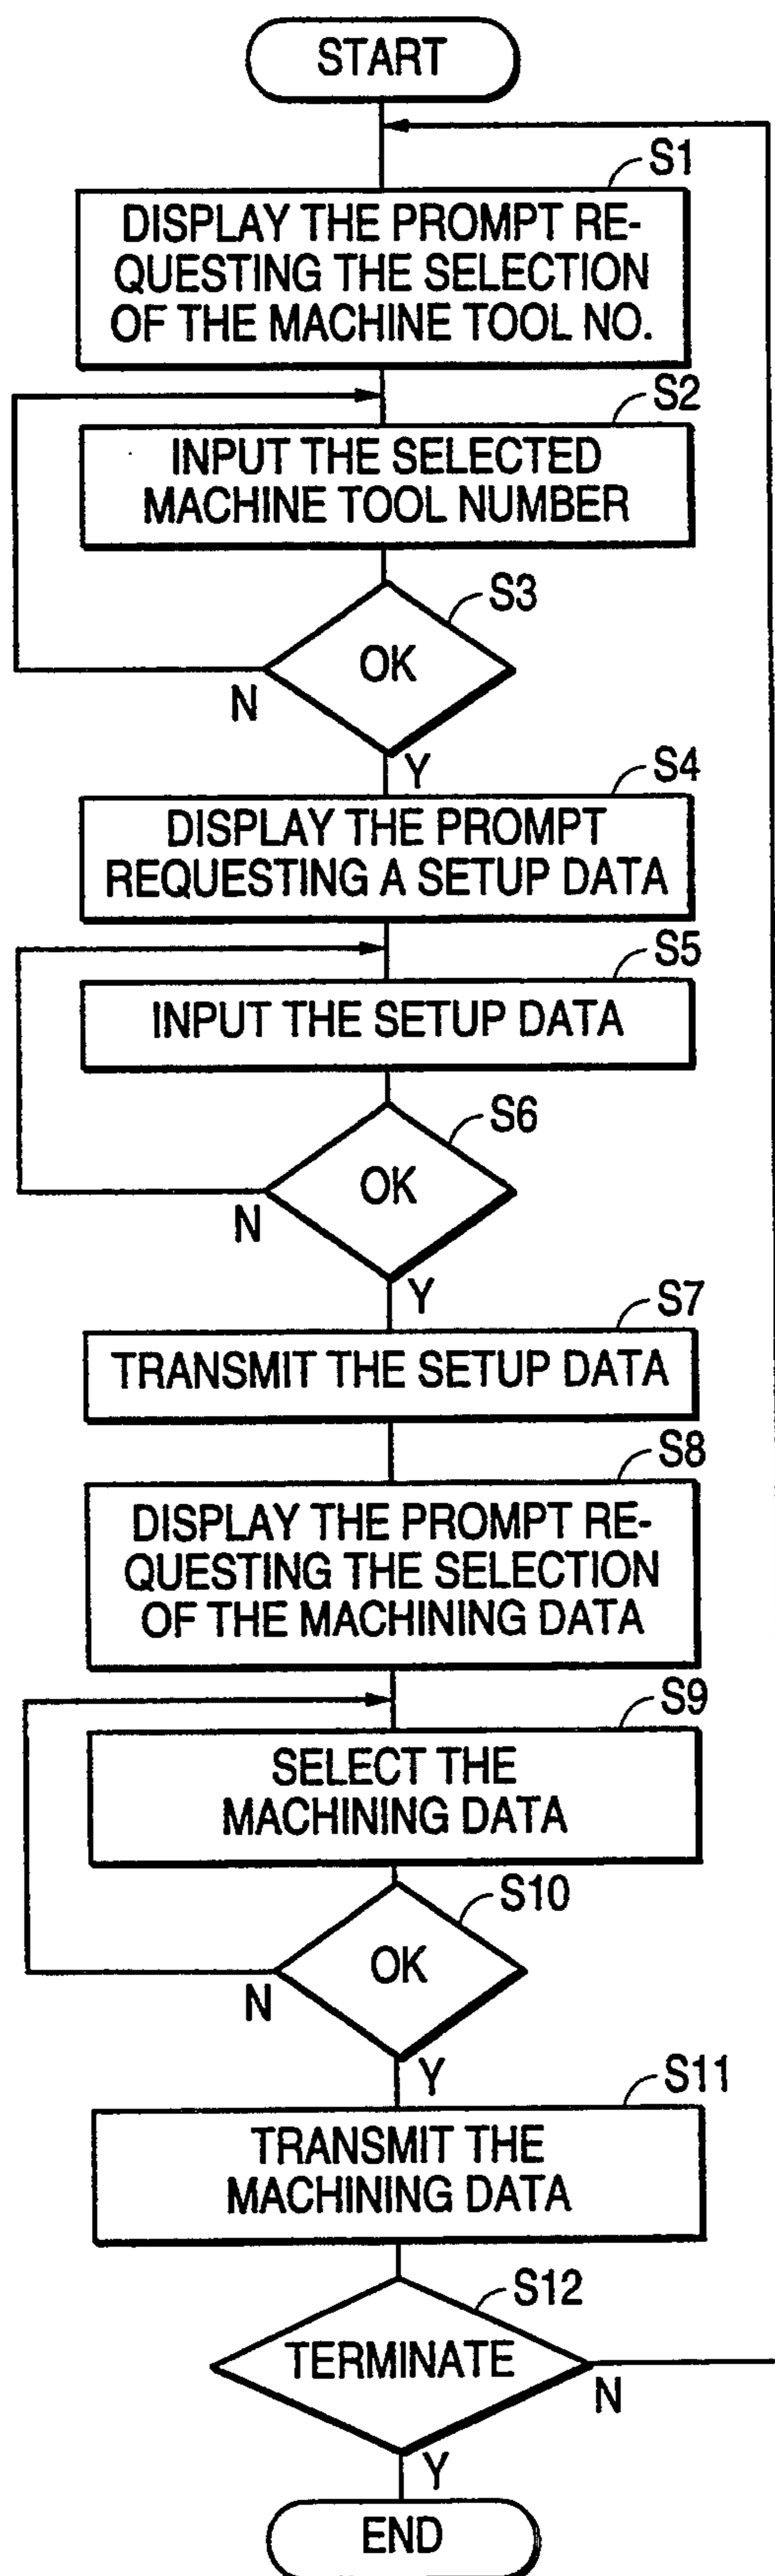 START
S1
DISPLAY THE PROMPT RE-
QUESTING THE SELECTION
OF THE MACHINE TOOL NO.
S2
INPUT THE SELECTED
MACHINE TOOL NUMBER
S3
OK
N
Y
S4
DISPLAY THE PROMPT
REQUESTING A SETUP DATA
S5
INPUT THE SETUP DATA
S6
OK
N
Y
S7
TRANSMIT THE SETUP DATA
S8
DISPLAY THE PROMPT RE-
QUESTING THE SELECTION
OF THE MACHINING DATA
S9
SELECT THE
MACHINING DATA
S10
OK
N
Y
S11
TRANSMIT THE
MACHINING DATA
S12
TERMINATE
N
Y
END